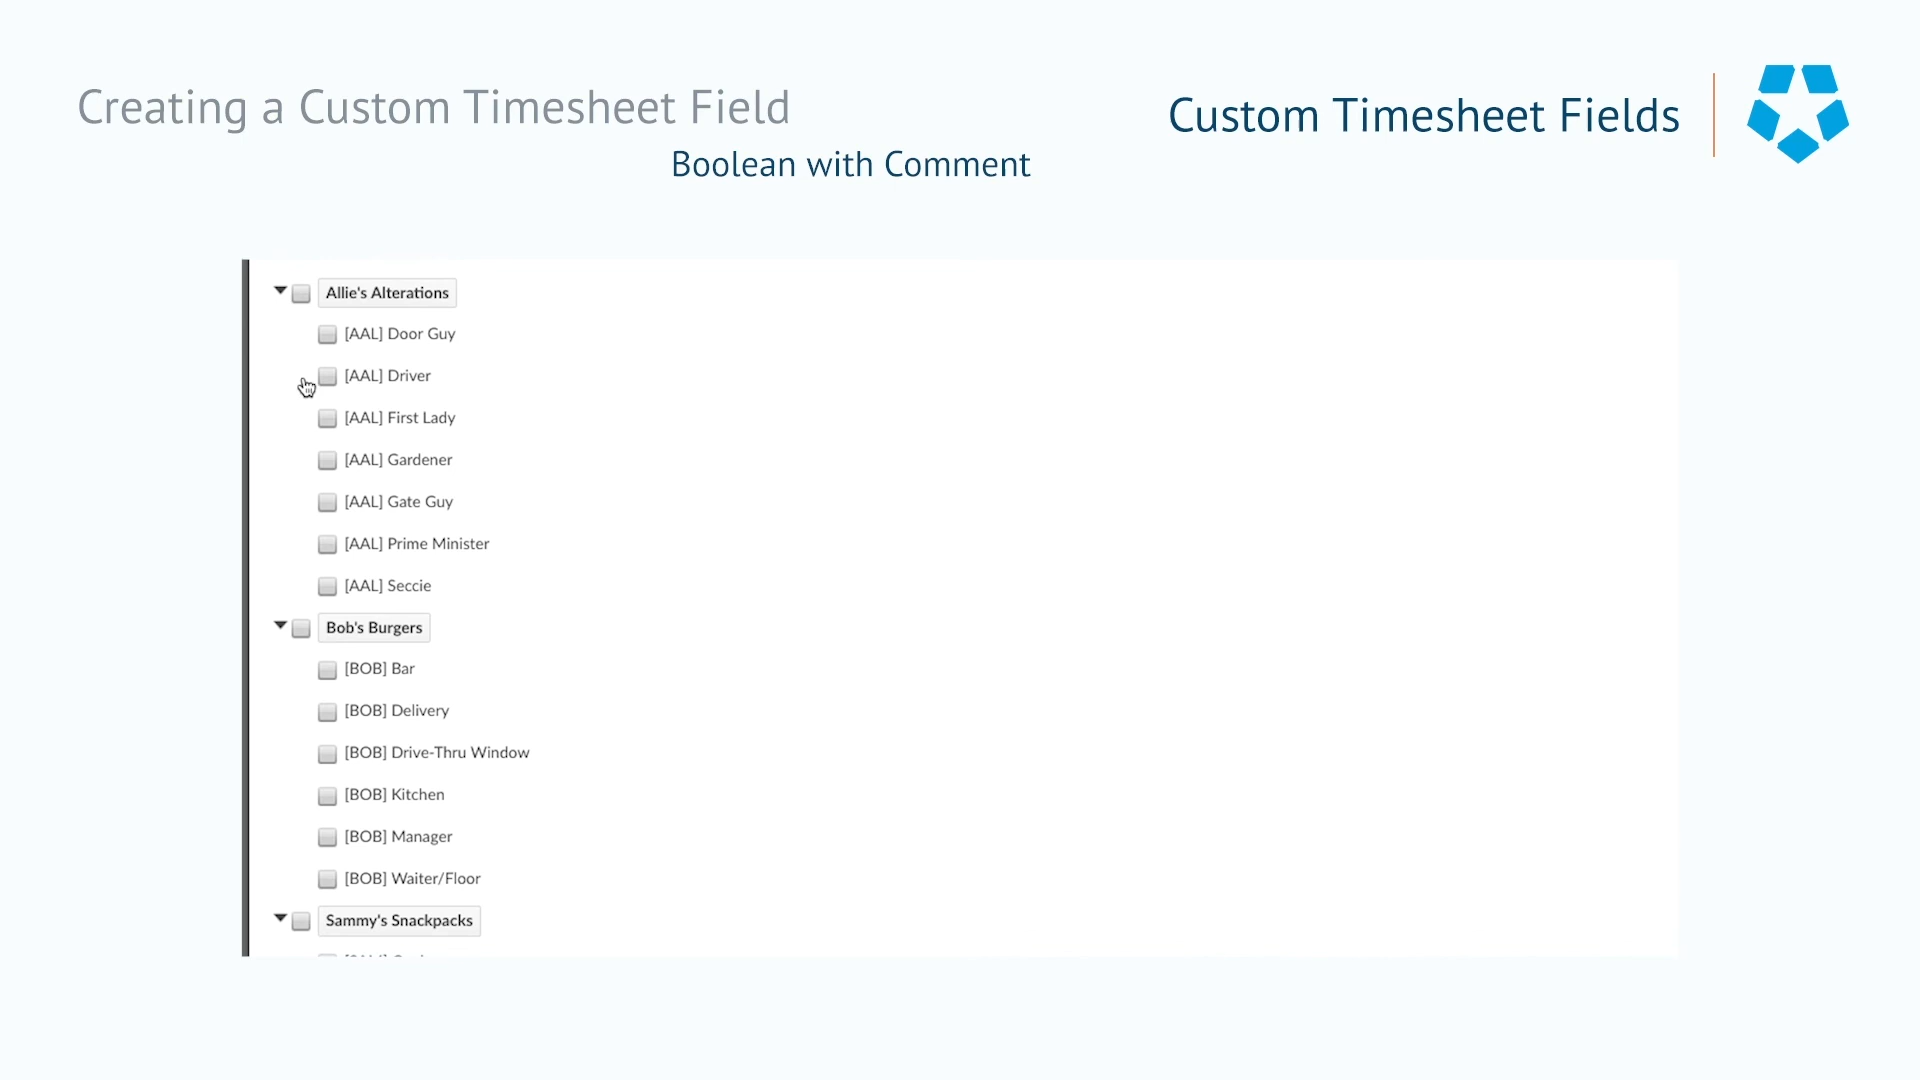 Creating a Custom Timesheet Field
Custom Timesheet Fields
Boolean with Comment
Allie's Alterations
[AAL] Door Guy
[AAL] Driver
[AAL] First Lady
[AAL] Gardener
[AAL] Gate Guy
[AAL] Prime Minister
[AAL] Seccie
Bob's Burgers
[BOB] Bar
[BOB] Delivery
[BOB] Drive-Thru Window
[BOB] Kitchen
[BOB] Manager
[BOB] Waiter/Floor
Sammy's Snackpacks